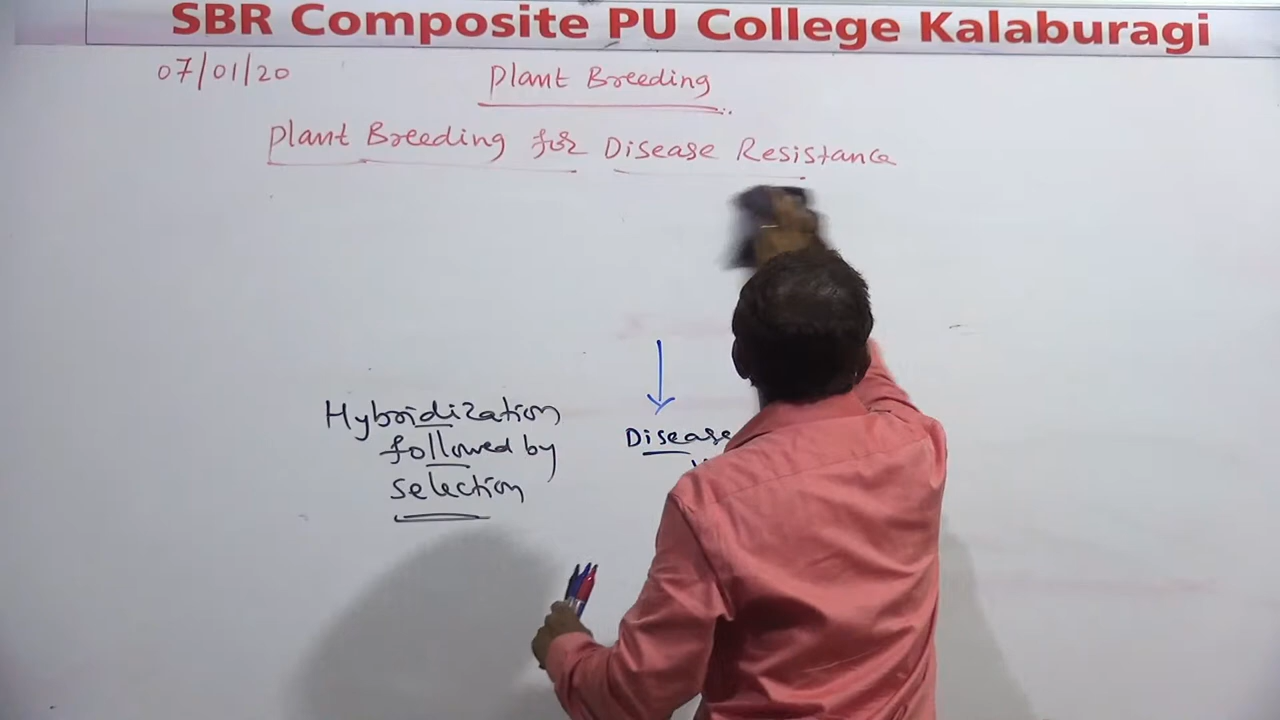 SBR Composite PU College Kalaburagi
07/01/20
Plant Breeding
Plant Breeding for Disease Resistance
Hybridization
followed by
selection
Disease